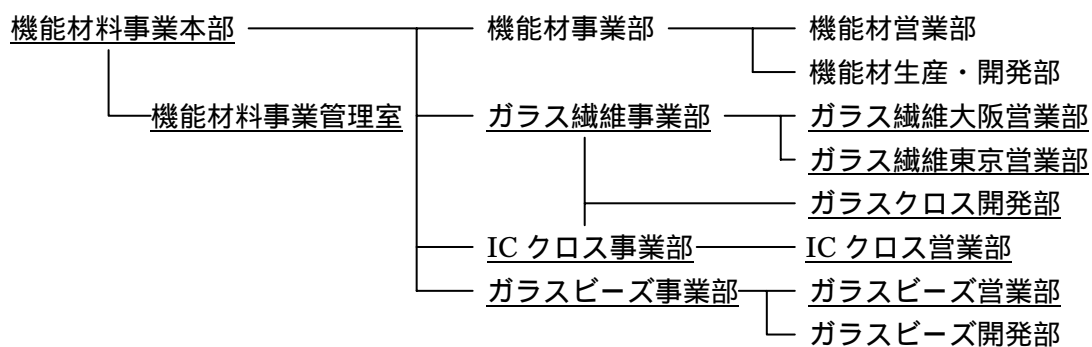 機能材料事業本部 機能材事業部 機能材営業部
機能材生産・開発部
機能材料事業管理室 ガラス繊維事業部 ガラス繊維大阪営業部
ガラス繊維東京営業部
ガラスクロス開発部
IC クロス事業部 IC クロス営業部
ガラスビーズ事業部 ガラスビーズ営業部
ガラスビーズ開発部